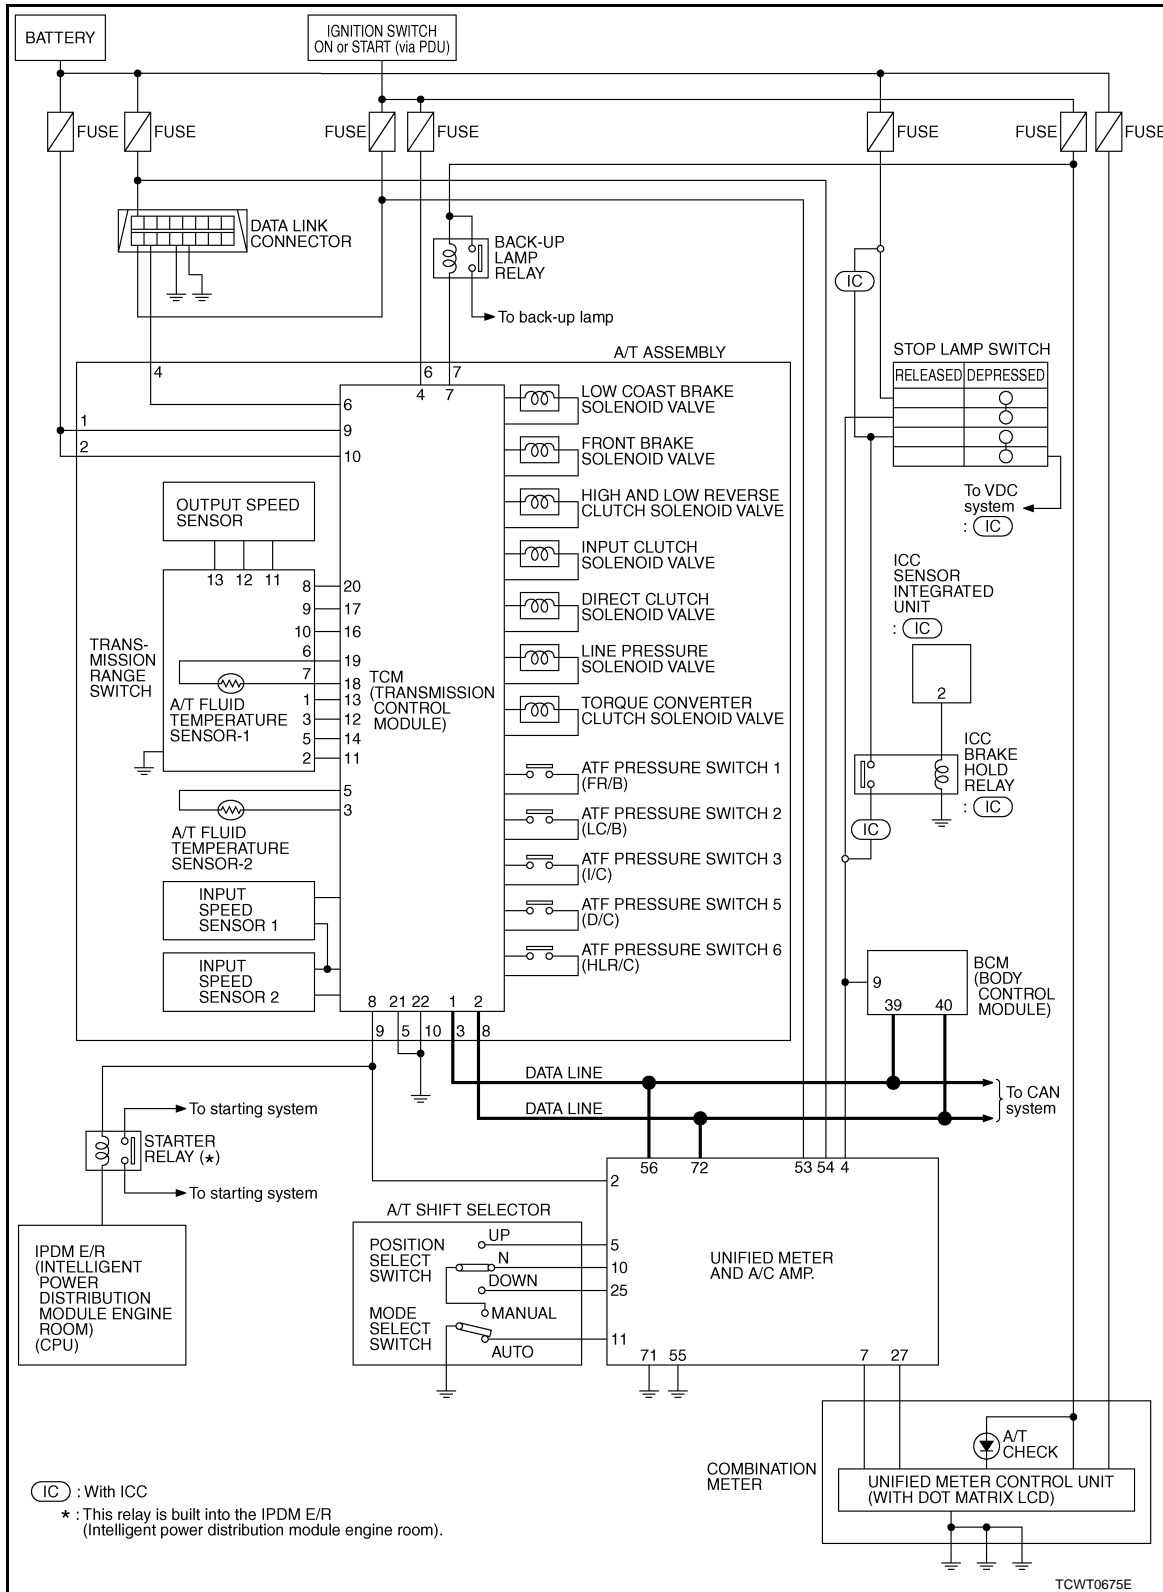 BATTERY
IGNITION SWITCH
ON or START (via PDU)
FUSE
FUSE
FUSE
FUSE
FUSE
FUSE
FUSE
DATA LINK
CONNECTOR
BACK-UP
LAMP
RELAY
To back-up lamp
IC
A/T ASSEMBLY
STOP LAMP SWITCH
RELEASED
DEPRESSED
4
6
7
4
7
6
1
9
2
10
LOW COAST BRAKE
SOLENOID VALVE
FRONT BRAKE
SOLENOID VALVE
HIGH AND LOW REVERSE
CLUTCH SOLENOID VALVE
INPUT CLUTCH
SOLENOID VALVE
DIRECT CLUTCH
SOLENOID VALVE
LINE PRESSURE
SOLENOID VALVE
TORQUE CONVERTER
CLUTCH SOLENOID VALVE
ATF PRESSURE SWITCH 1
(FR/B)
ATF PRESSURE SWITCH 2
(LC/B)
ATF PRESSURE SWITCH 3
(I/C)
ATF PRESSURE SWITCH 5
(D/C)
ATF PRESSURE SWITCH 6
(HLR/C)
To VDC
system
: IC
OUTPUT SPEED
SENSOR
13 12 11
8 20
9 17
10 16
6 19
7 18
1 13
3 12
5 14
2 11
5
3
TRANS-
MISSION
RANGE
SWITCH
A/T FLUID
TEMPERATURE
SENSOR-1
TCM
(TRANSMISSION
CONTROL
MODULE)
A/T FLUID
TEMPERATURE
SENSOR-2
INPUT
SPEED
SENSOR 1
INPUT
SPEED
SENSOR 2
ICC
SENSOR
INTEGRATED
UNIT
: IC
2
ICC
BRAKE
HOLD
RELAY
: IC
IC
8 21 22 1 2
9 5 10 3 8
9
39 40
BCM
(BODY
CONTROL
MODULE)
DATA LINE
DATA LINE
To CAN
system
To starting system
STARTER
RELAY (*)
To starting system
IPDM E/R
(INTELLIGENT
POWER
DISTRIBUTION
MODULE ENGINE
ROOM)
(CPU)
A/T SHIFT SELECTOR
POSITION
SELECT
SWITCH
UP
N
DOWN
MODE
SELECT
SWITCH
MANUAL
AUTO
56 72 53 54 4
2
5
10
25
11
UNIFIED METER
AND A/C AMP.
71 55 7 27
COMBINATION
METER
A/T
CHECK
UNIFIED METER CONTROL UNIT
(WITH DOT MATRIX LCD)
IC : With ICC
* : This relay is built into the IPDM E/R
(Intelligent power distribution module engine room).
TCWT0675E